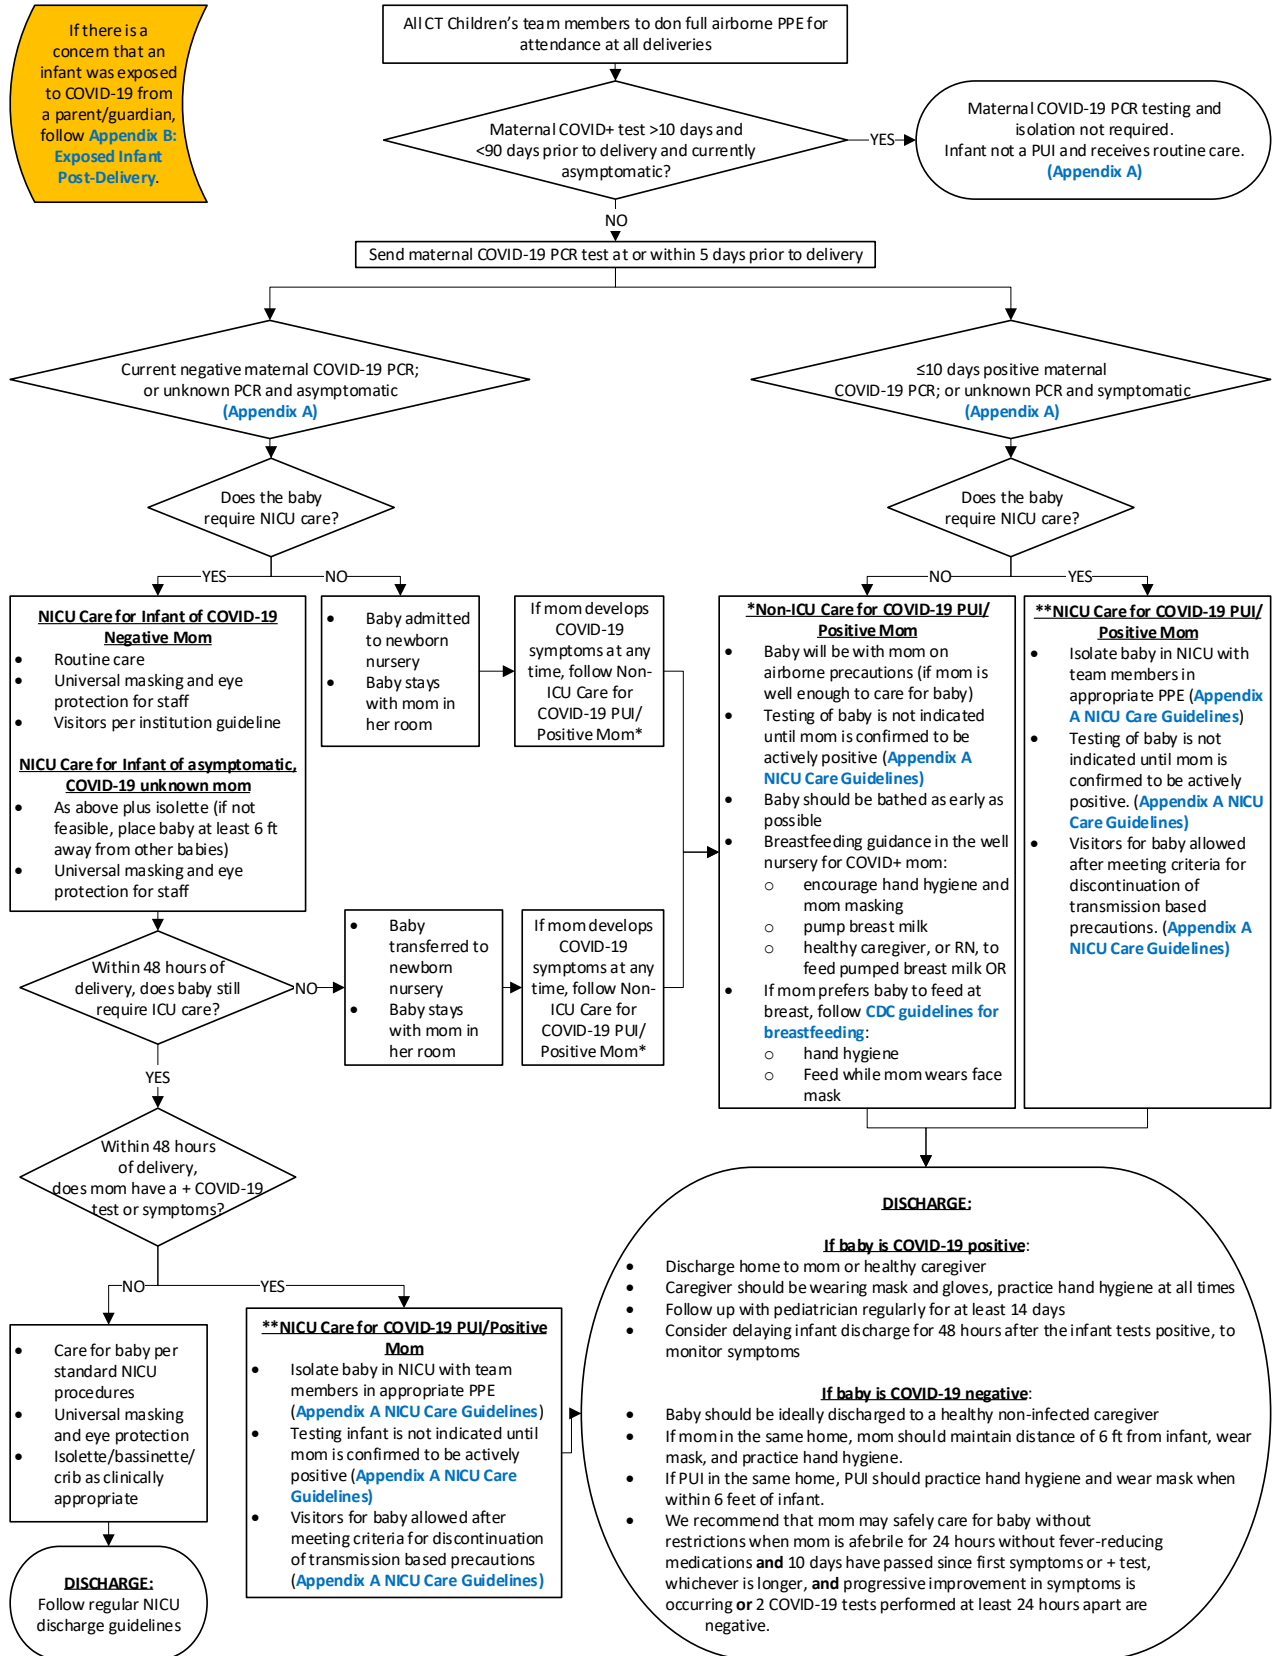 If there is a
concern that an
infant was exposed
to COVID-19 from
a parent/guardian,
follow Appendix B:
Exposed Infant
Post-Delivery.
All CT Children's team members to don full airborne PPE for
attendance at all deliveries
Maternal COVID+ test >10 days and
<90 days prior to delivery and currently
asymptomatic?
YES
Maternal COVID-19 PCR testing and
isolation not required.
Infant not a PUI and receives routine care.
(Appendix A)
NO
Send maternal COVID-19 PCR test at or within 5 days prior to delivery
Current negative maternal COVID-19 PCR;
or unknown PCR and asymptomatic
(Appendix A)
≤10 days positive maternal
COVID-19 PCR; or unknown PCR and symptomatic
(Appendix A)
Does the baby
require NICU care?
Does the baby
require NICU care?
YES
NO
NO
YES
NICU Care for Infant of COVID-19
Negative Mom
• Routine care
• Universal masking and eye
protection for staff
• Visitors per institution guideline
NICU Care for Infant of asymptomatic,
COVID-19 unknown mom
• As above plus isolette (if not
feasible, place baby at least 6 ft
away from other babies)
• Universal masking and eye
protection for staff
• Baby admitted
to newborn
nursery
• Baby stays
with mom in
her room
If mom develops
COVID-19
symptoms at any
time, follow Non-
ICU Care for
COVID-19 PUI/
Positive Mom*
*Non-ICU Care for COVID-19 PUI/
Positive Mom
• Baby will be with mom on
airborne precautions (if mom is
well enough to care for baby)
• Testing of baby is not indicated
until mom is confirmed to be
actively positive (Appendix A
NICU Care Guidelines)
• Baby should be bathed as early as
possible
• Breastfeeding guidance in the well
nursery for COVID+ mom:
o encourage hand hygiene and
mom masking
o pump breast milk
o healthy caregiver, or RN, to
feed pumped breast milk OR
• If mom prefers baby to feed at
breast, follow CDC guidelines for
breastfeeding:
o hand hygiene
o Feed while mom wears face
mask
**NICU Care for COVID-19 PUI/
Positive Mom
• Isolate baby in NICU with
team members in
appropriate PPE (Appendix
A NICU Care Guidelines)
• Testing of baby is not
indicated until mom is
confirmed to be actively
positive. (Appendix A NICU
Care Guidelines)
• Visitors for baby allowed
after meeting criteria for
discontinuation of
transmission based
precautions. (Appendix A
NICU Care Guidelines)
Within 48 hours of
delivery, does baby still
require ICU care?
NO
• Baby
transferred to
newborn
nursery
• Baby stays
with mom in
her room
If mom develops
COVID-19
symptoms at any
time, follow Non-
ICU Care for
COVID-19 PUI/
Positive Mom*
YES
Within 48 hours
of delivery,
does mom have a + COVID-19
test or symptoms?
NO
YES
• Care for baby per
standard NICU
procedures
• Universal masking
and eye protection
• Isolette/bassinette/
crib as clinically
appropriate
DISCHARGE:
Follow regular NICU
discharge guidelines
**NICU Care for COVID-19 PUI/Positive
Mom
• Isolate baby in NICU with team
members in appropriate PPE
(Appendix A NICU Care Guidelines)
• Testing infant is not indicated until
mom is confirmed to be actively
positive (Appendix A NICU Care
Guidelines)
• Visitors for baby allowed after
meeting criteria for discontinuation
of transmission based precautions
(Appendix A NICU Care Guidelines)
DISCHARGE:
If baby is COVID-19 positive:
• Discharge home to mom or healthy caregiver
• Caregiver should be wearing mask and gloves, practice hand hygiene at all times
• Follow up with pediatrician regularly for at least 14 days
• Consider delaying infant discharge for 48 hours after the infant tests positive, to
monitor symptoms
If baby is COVID-19 negative:
• Baby should be ideally discharged to a healthy non-infected caregiver
• If mom in the same home, mom should maintain distance of 6 ft from infant, wear
mask, and practice hand hygiene.
• If PUI in the same home, PUI should practice hand hygiene and wear mask when
within 6 feet of infant.
• We recommend that mom may safely care for baby without
restrictions when mom is afebrile for 24 hours without fever-reducing
medications and 10 days have passed since first symptoms or + test,
whichever is longer, and progressive improvement in symptoms is
occurring or 2 COVID-19 tests performed at least 24 hours apart are
negative.